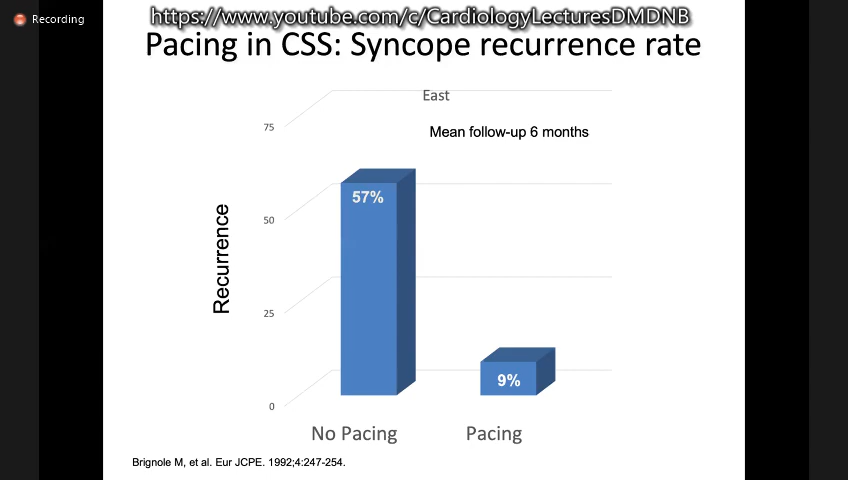 Recording
https://www.youtube.com/c/CardiologyLecturesDMDNB
Pacing in CSS: Syncope recurrence rate
East
Mean follow-up 6 months
75
50
25
0
Recurrence
57%
9%
No Pacing
Pacing
Brignole M, et al. Eur JCPE. 1992;4:247-254.